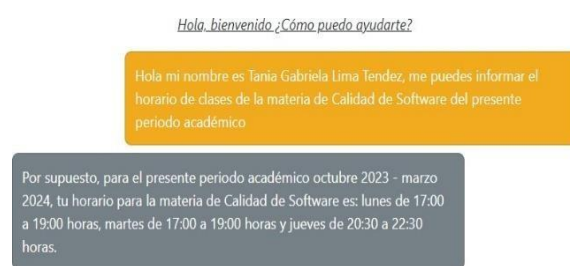 Hola, bienvenido ¿Cómo puedo ayudarte?
Hola mi nombre es Tania Gabriela Lima Tendez, me puedes informar el
horario de clases de la materia de Calidad de Software del presente
periodo académico
Por supuesto, para el presente periodo académico octubre 2023 - marzo
2024, tu horario para la materia de Calidad de Software es: lunes de 17:00
a 19:00 horas, martes de 17:00 a 19:00 horas y jueves de 20:30 a 22:30
horas.